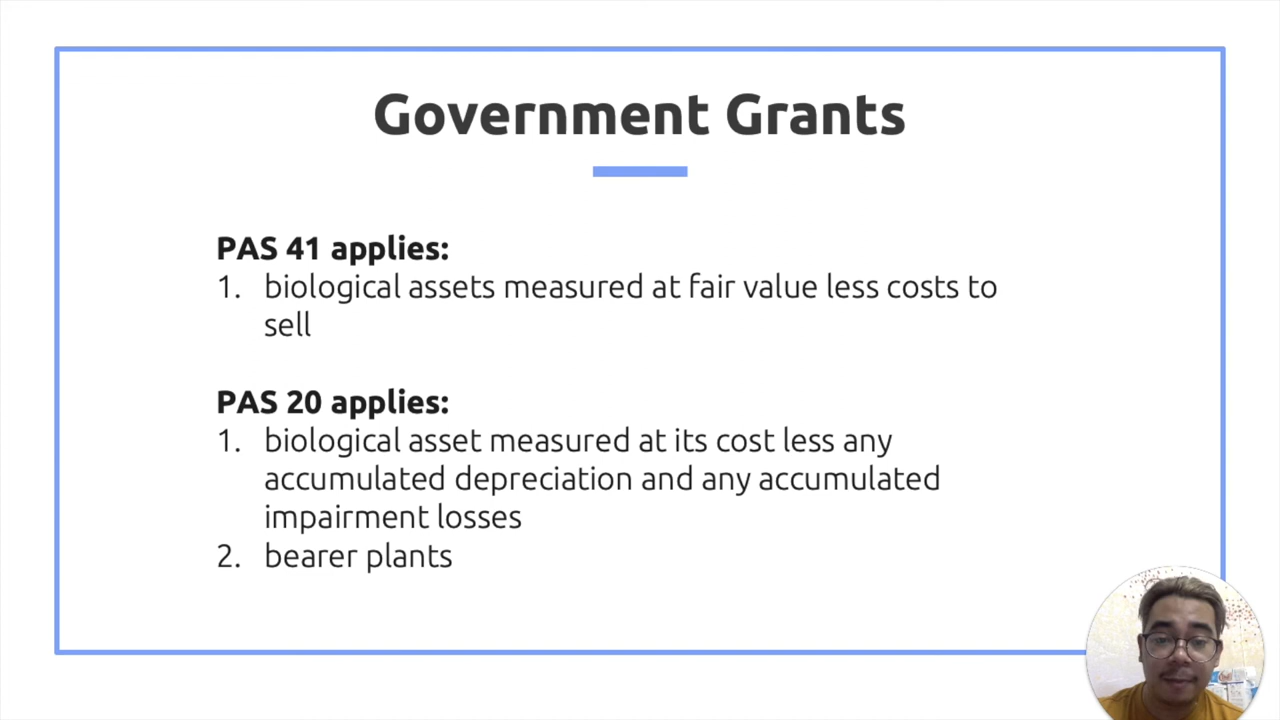 Government Grants
PAS 41 applies:
1. biological assets measured at fair value less costs to
sell
PAS 20 applies:
1. biological asset measured at its cost less any
accumulated depreciation and any accumulated
impairment losses
2. bearer plants